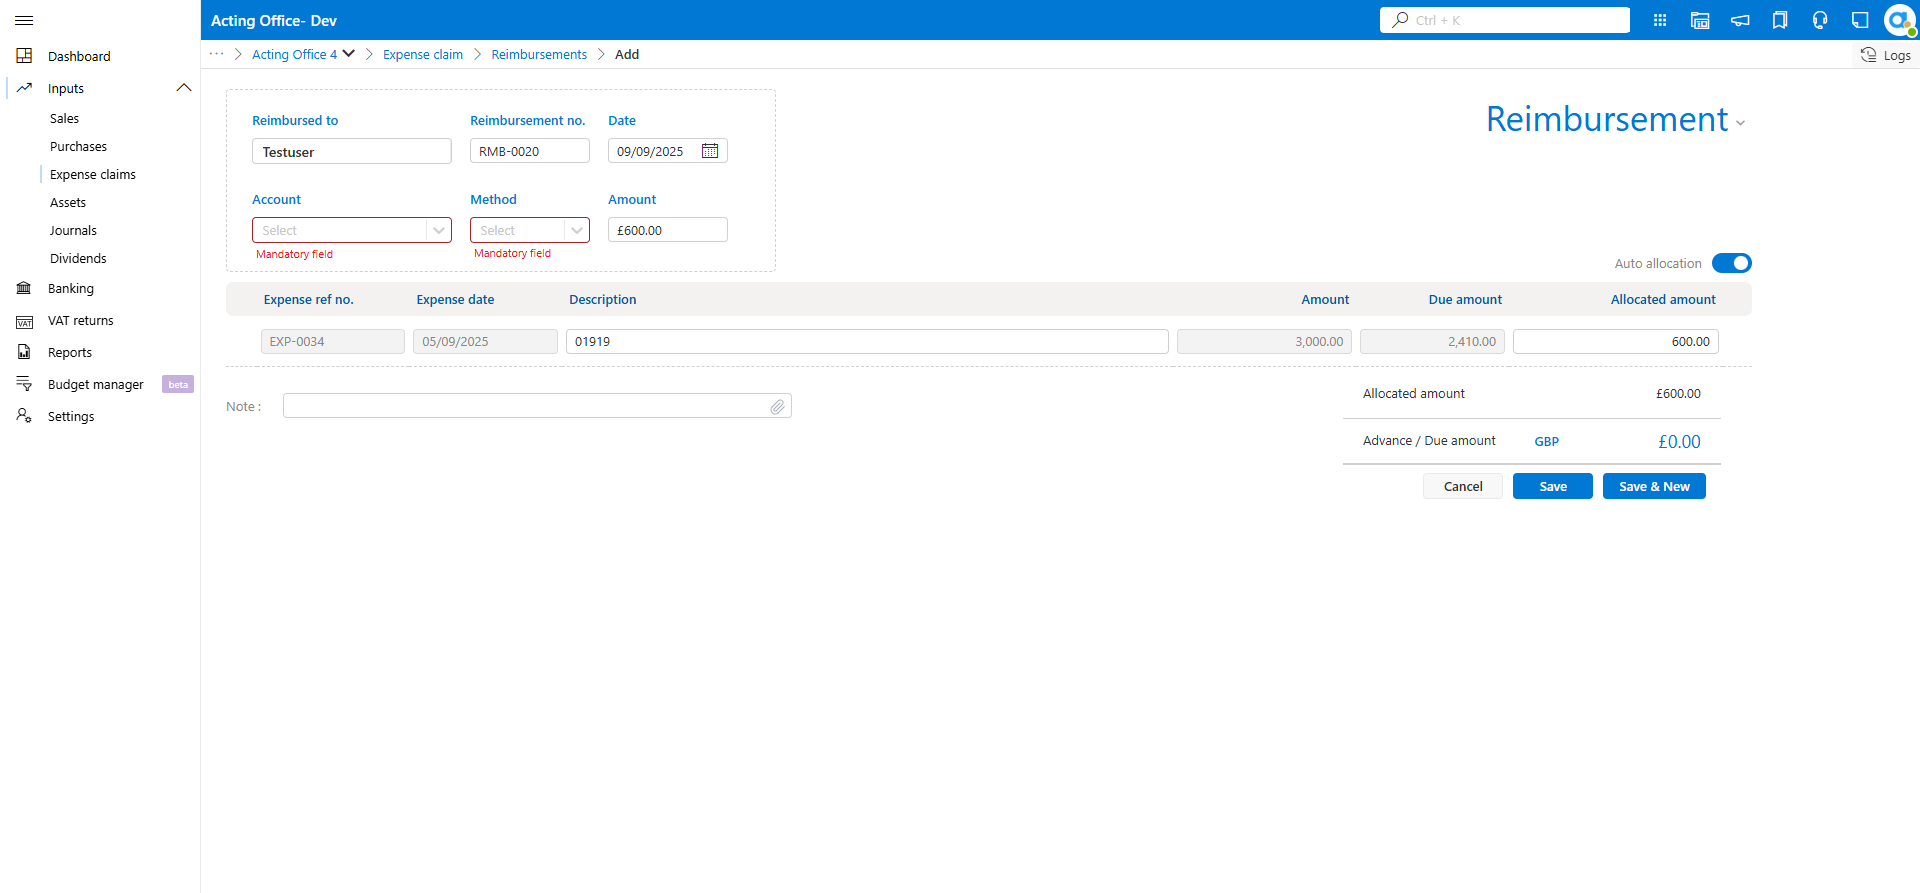 Acting Office- Dev
Ctrl + K
Dashboard
Inputs
Sales
Purchases
Expense claims
Assets
Journals
Dividends
Banking
VAT
VAT returns
Reports
Budget manager beta
Settings
Acting Office 4 Expense claim Reimbursements Add
Logs
Reimbursed to Reimbursement no. Date
Testuser RMB-0020 09/09/2025
Account Method Amount
Select Select £600.00
Mandatory field Mandatory field
Reimbursement
Auto allocation
Expense ref no. Expense date Description Amount Due amount Allocated amount
EXP-0034 05/09/2025 01919 3,000.00 2,410.00 600.00
Note :
Allocated amount £600.00
Advance / Due amount GBP £0.00
Cancel Save Save & New